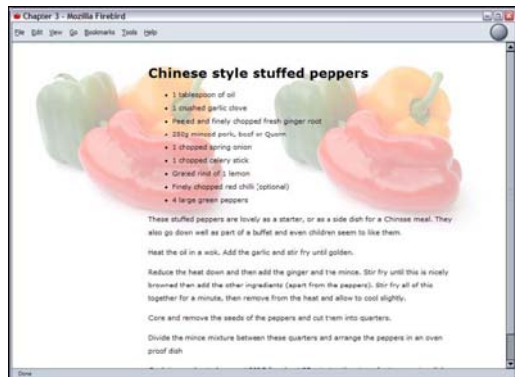 Chapter 3 - Mozilla Firebird
File Edit View Go Bookmarks Tools Help
Chinese style stuffed peppers
1 tablespoon of oil
1 crushed garlic clove
Peeled and finely chopped fresh ginger root
250g minced pork, beef or Quorn
1 chopped spring onion
1 chopped celery stick
Grated rind of 1 lemon
Finely chopped red chilli (optional)
4 large green peppers
These stuffed peppers are lovely as a starter, or as a side dish for a Chinese meal. They
also go down well as part of a buffet and even children seem to like them.
Heat the oil in a wok. Add the garlic and stir fry until golden.
Reduce the heat down and then add the ginger and the mince. Stir fry until this is nicely
browned then add the other ingredients (apart from the peppers). Stir fry all of this
together for a minute, then remove from the heat and allow to cool slightly.
Core and remove the seeds of the peppers and cut them into quarters.
Divide the mince mixture between these quarters and arrange the peppers in an oven
proof dish
Done